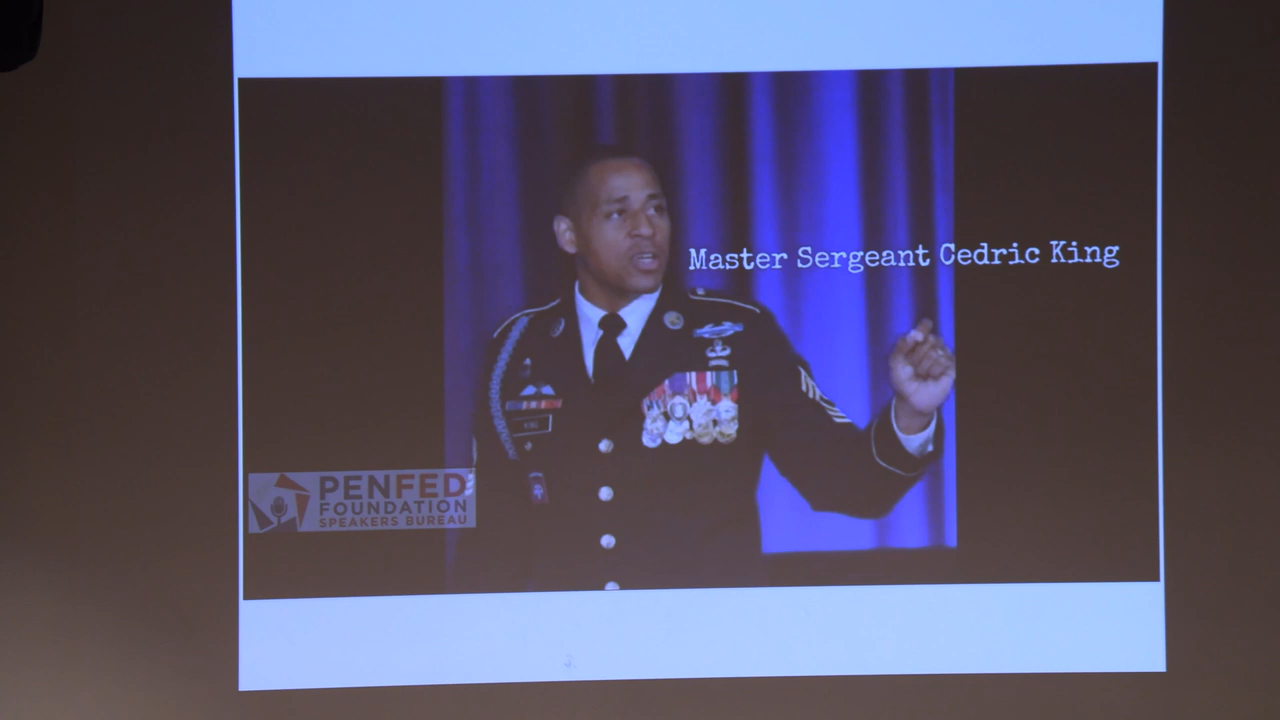 Master Sergeant Cedric King
KING
PENFED
FOUNDATION
SPEAKERS BUREAU